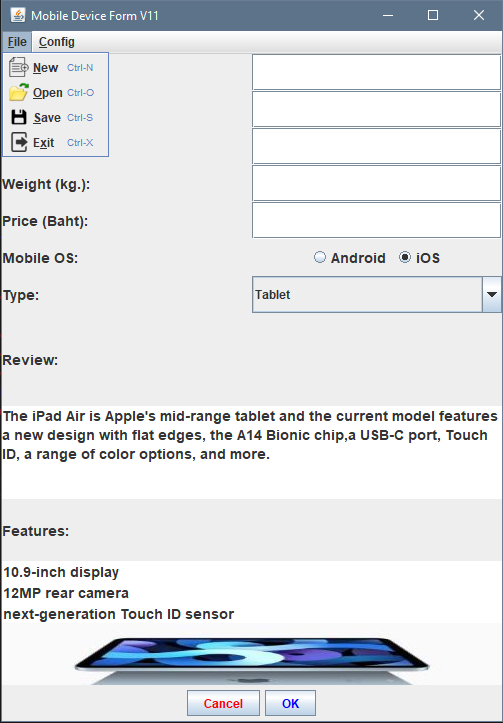 Mobile Device Form V11
File Config
New Ctrl-N
Open Ctrl-O
Save Ctrl-S
Exit Ctrl-X
Weight (kg.):
Price (Baht):
Mobile OS: Android iOS
Type: Tablet
Review:
The iPad Air is Apple's mid-range tablet and the current model features
a new design with flat edges, the A14 Bionic chip,a USB-C port, Touch
ID, a range of color options, and more.
Features:
10.9-inch display
12MP rear camera
next-generation Touch ID sensor
Cancel OK